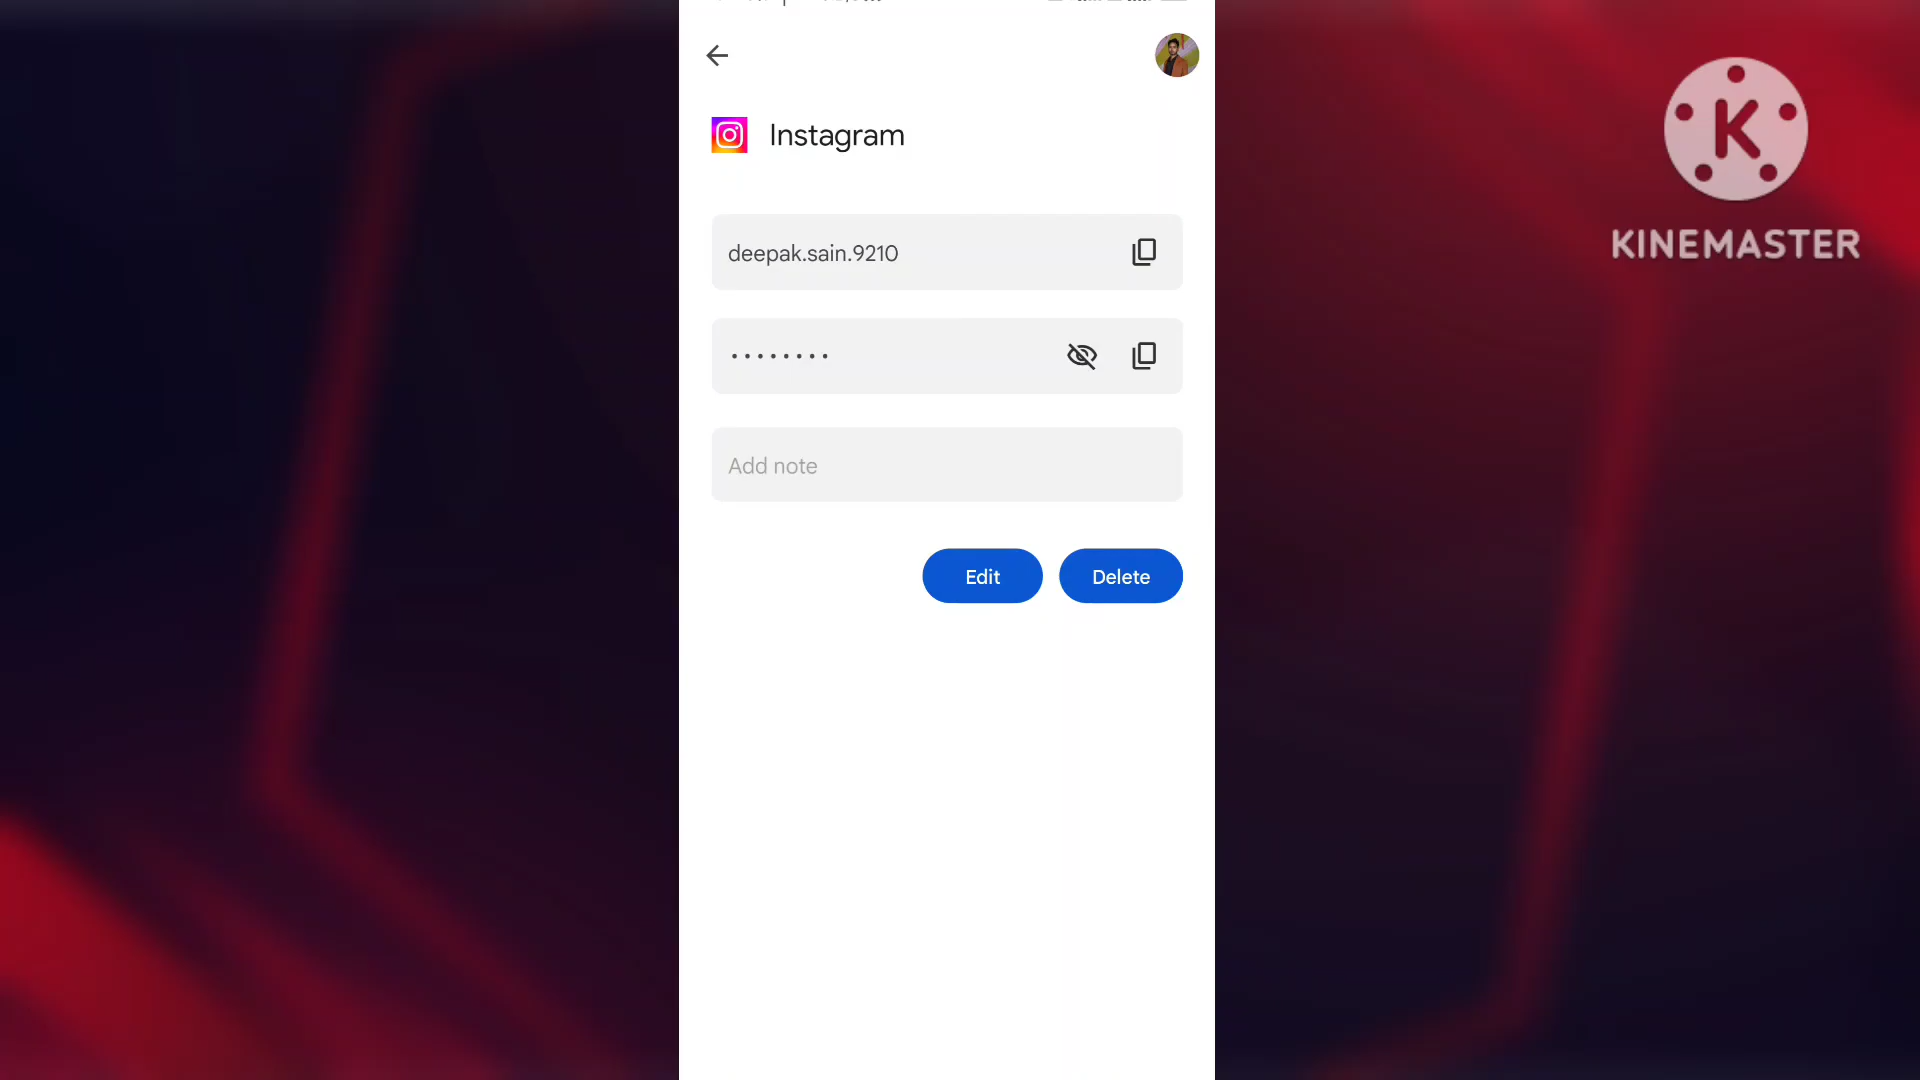 Instagram
KINEMASTER
deepak.sain.9210
••••••••
Add note
Edit
Delete